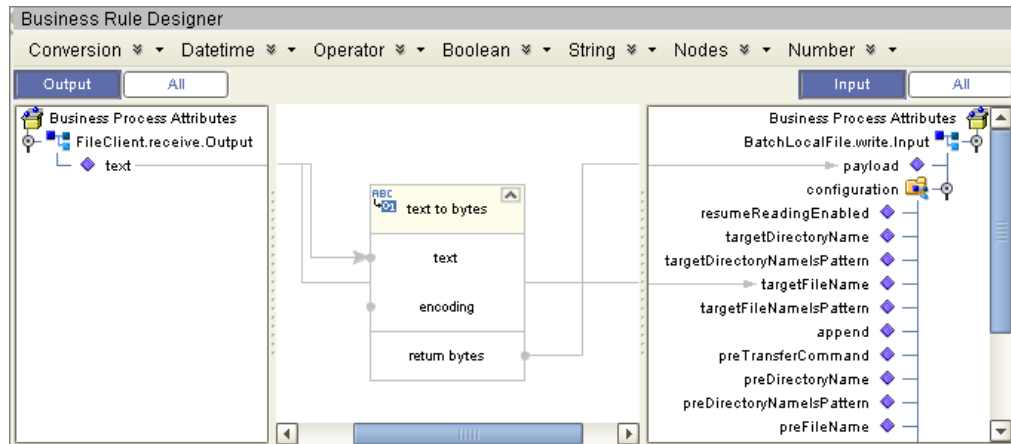 Business Rule Designer
Conversion Datetime Operator Boolean String Nodes Number
Output All Input All
Business Process Attributes
FileClient.receive.Output
text
ABC
01
text to bytes
text
encoding
return bytes
Business Process Attributes
BatchLocalFile.write.Input
payload
configuration
resumeReadingEnabled
targetDirectoryName
targetDirectoryNameIsPattern
targetFileName
targetFileNameIsPattern
append
preTransferCommand
preDirectoryName
preDirectoryNameIsPattern
preFileName